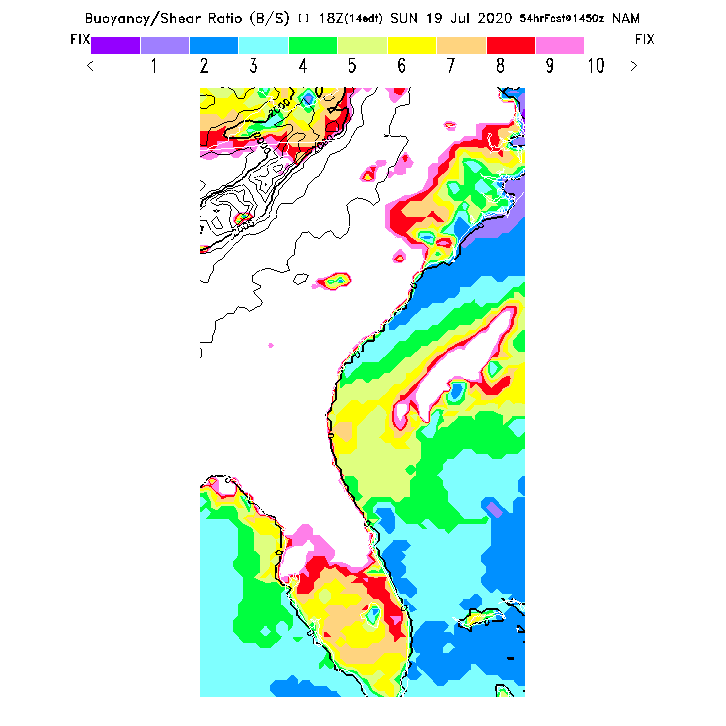 Buoyancy/Shear Ratio (B/S) [] 18Z(14edt) SUN 19 Jul 2020 54hrFcst@1450z NAM
FIX FIX
< 1 2 3 4 5 6 7 8 9 10 >